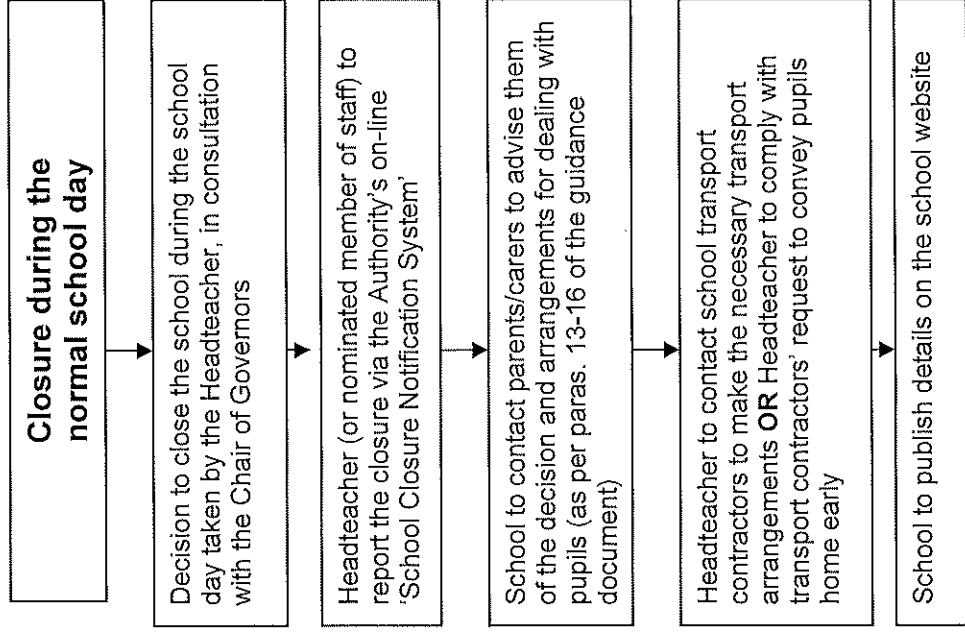 Closure during the
normal school day
Decision to close the school during the school
day taken by the Headteacher, in consultation
with the Chair of Governors
Headteacher (or nominated member of staff) to
report the closure via the Authority's on-line
'School Closure Notification System'
School to contact parents/carers to advise them
of the decision and arrangements for dealing with
pupils (as per paras. 13-16 of the guidance
document)
Headteacher to contact school transport
contractors to make the necessary transport
arrangements OR Headteacher to comply with
transport contractors' request to convey pupils
home early
School to publish details on the school website